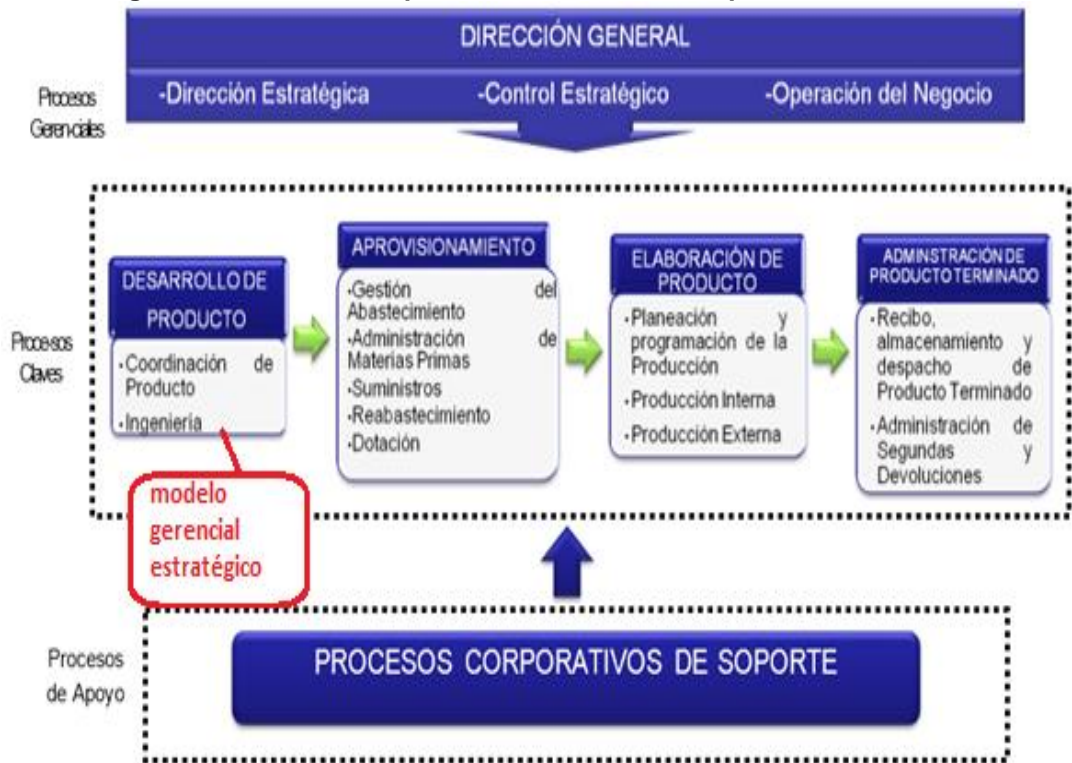 DIRECCIÓN GENERAL
-Dirección Estratégica -Control Estratégico -Operación del Negocio
Procesos
Gerenciales
Procesos
Claves
DESARROLLO DE
PRODUCTO
•Coordinación de
Producto
•Ingeniería
modelo
gerencial
estratégico
APROVISIONAMIENTO
•Gestión del
Abastecimiento
•Administración de
Materias Primas
•Suministros
•Reabastecimiento
•Dotación
ELABORACIÓN DE
PRODUCTO
•Planeación y
programación de la
Producción
•Producción Interna
•Producción Externa
ADMINSTRACIÓN DE
PRODUCTO TERMINADO
•Recibo,
almacenamiento y
despacho de
Producto Terminado
•Administración de
Segundas y
Devoluciones
Procesos
de Apoyo
PROCESOS CORPORATIVOS DE SOPORTE